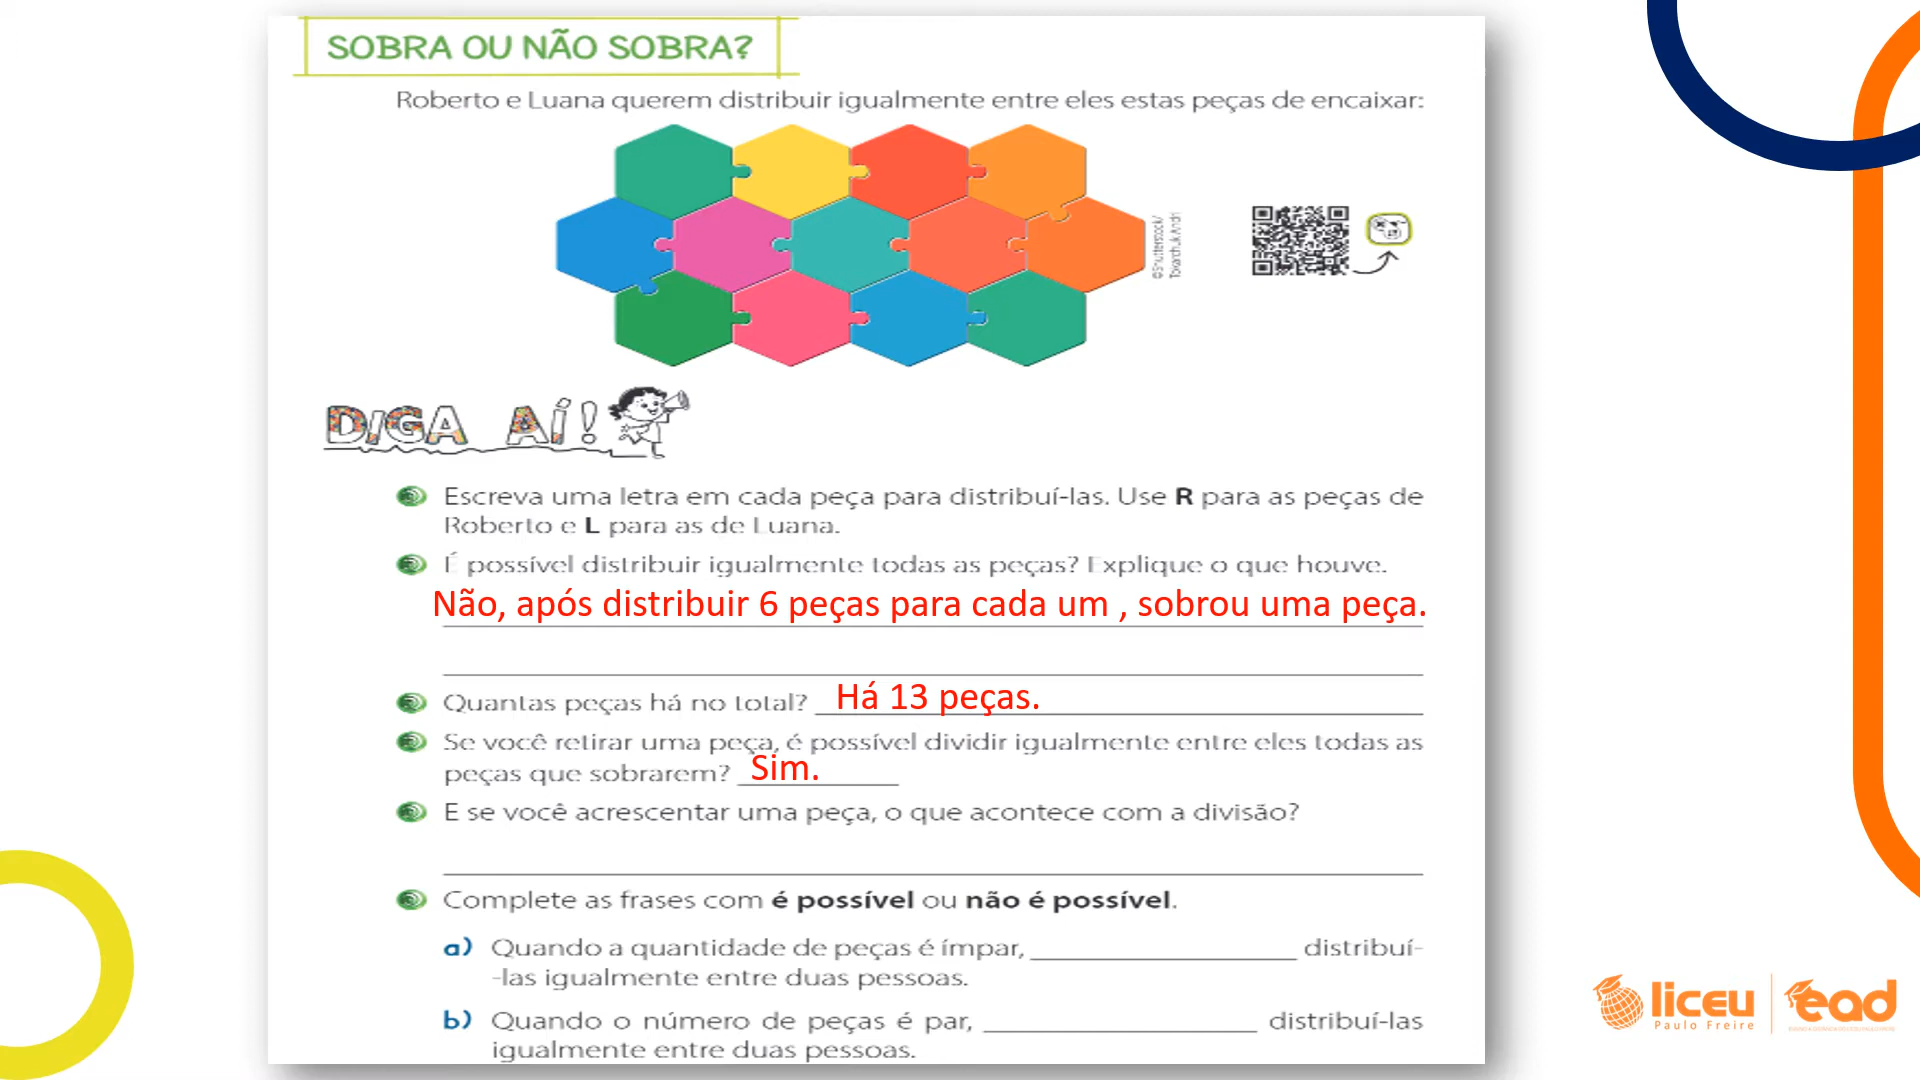 SOBRA OU NÃO SOBRA?
Roberto e Luana querem distribuir igualmente entre eles estas peças de encaixar:
©Shutterstock/
Tokarchuk Andri
DIGA AÍ!
Escreva uma letra em cada peça para distribuí-las. Use R para as peças de
Roberto e L para as de Luana.
É possível distribuir igualmente todas as peças? Explique o que houve.
Não, após distribuir 6 peças para cada um , sobrou uma peça.
Quantas peças há no total? Há 13 peças.
Se você retirar uma peça, é possível dividir igualmente entre eles todas as
peças que sobrarem? Sim.
E se você acrescentar uma peça, o que acontece com a divisão?
Complete as frases com é possível ou não é possível.
a) Quando a quantidade de peças é ímpar, ____ distribuí-
-las igualmente entre duas pessoas.
b) Quando o número de peças é par, ____ distribuí-las
igualmente entre duas pessoas.
liceu
Paulo Freire
ead